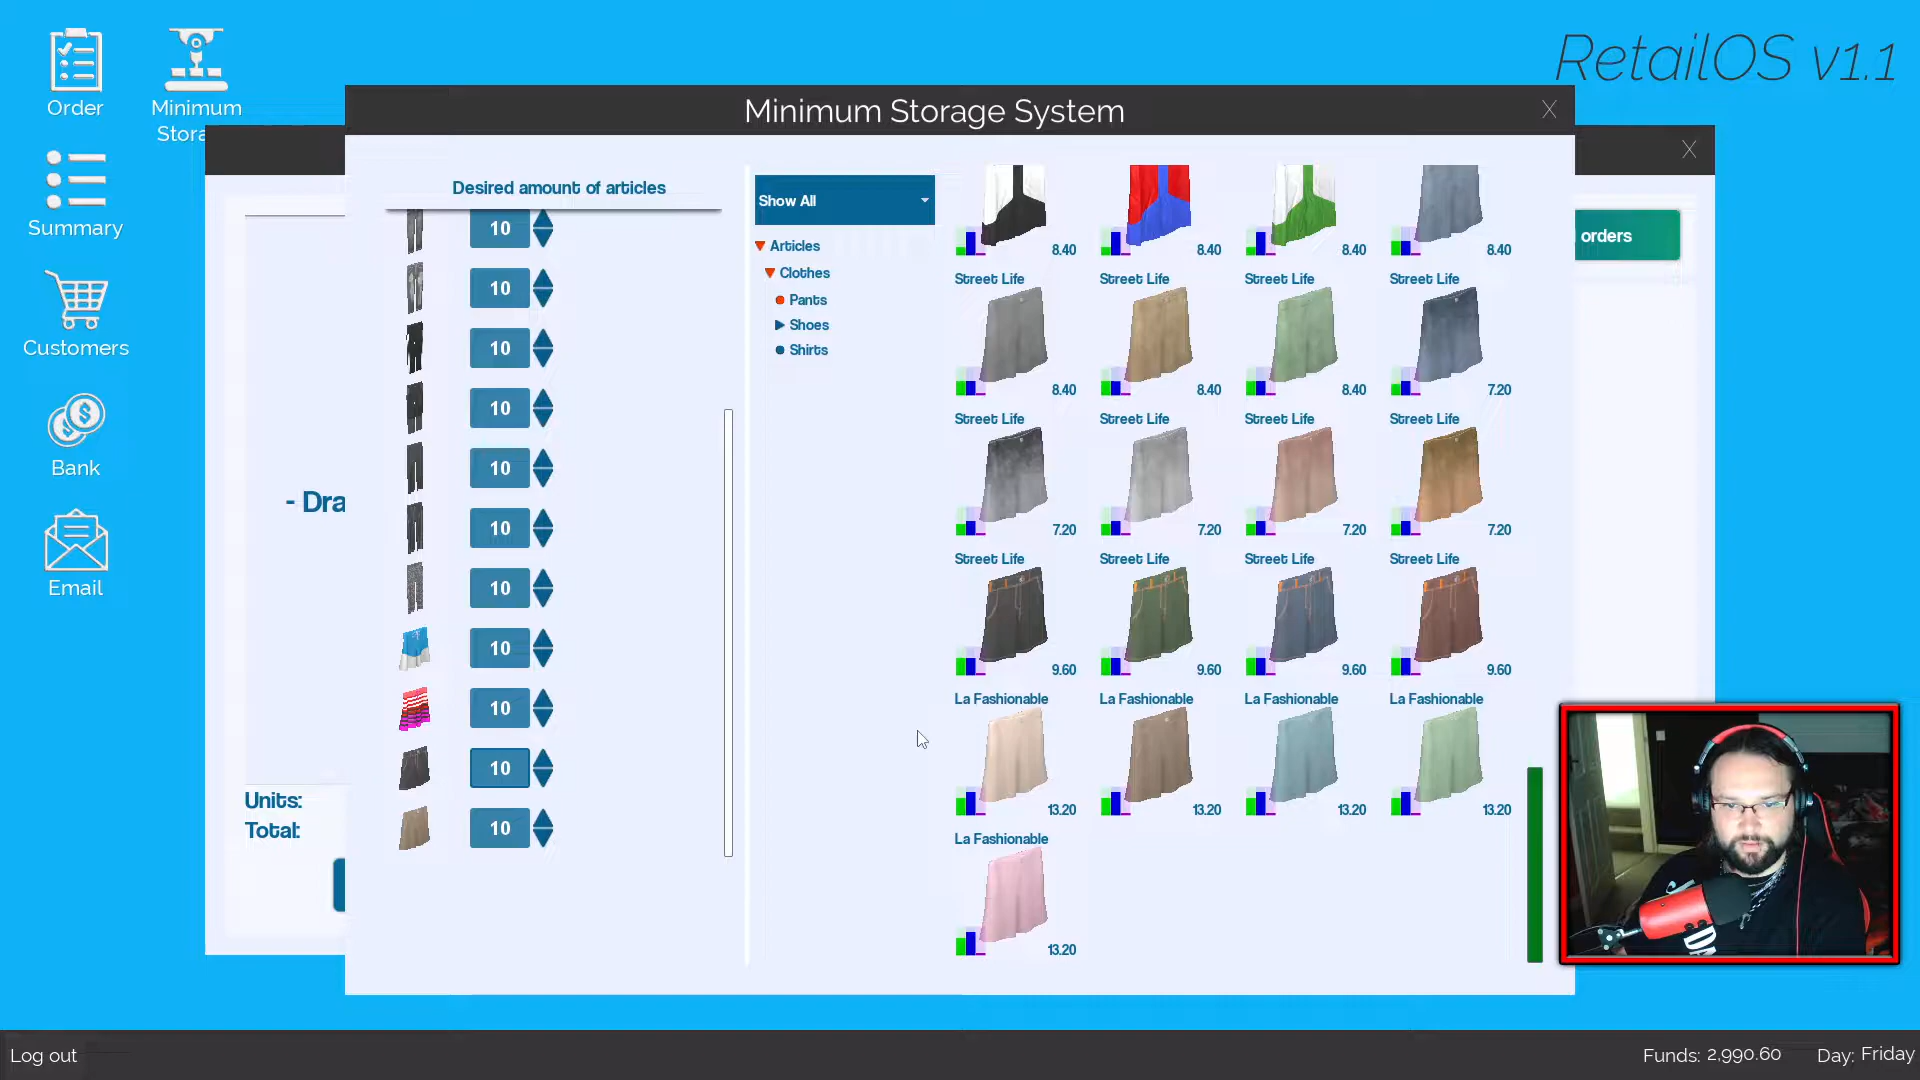 RetailOS v1.1
Order
Minimum
Stora
Summary
Customers
Bank
Email
Minimum Storage System
X
X
orders
- Dra
Units:
Total:
Desired amount of articles
10
10
10
10
10
10
10
10
10
10
10
Show All
Articles
Clothes
Pants
Shoes
Shirts
8.40 8.40 8.40 8.40
Street Life Street Life Street Life Street Life
8.40 8.40 8.40 7.20
Street Life Street Life Street Life Street Life
7.20 7.20 7.20 7.20
Street Life Street Life Street Life Street Life
9.60 9.60 9.60 9.60
La Fashionable La Fashionable La Fashionable La Fashionable
13.20 13.20 13.20 13.20
La Fashionable
13.20
Log out
Funds: 2,990.60 Day: Friday